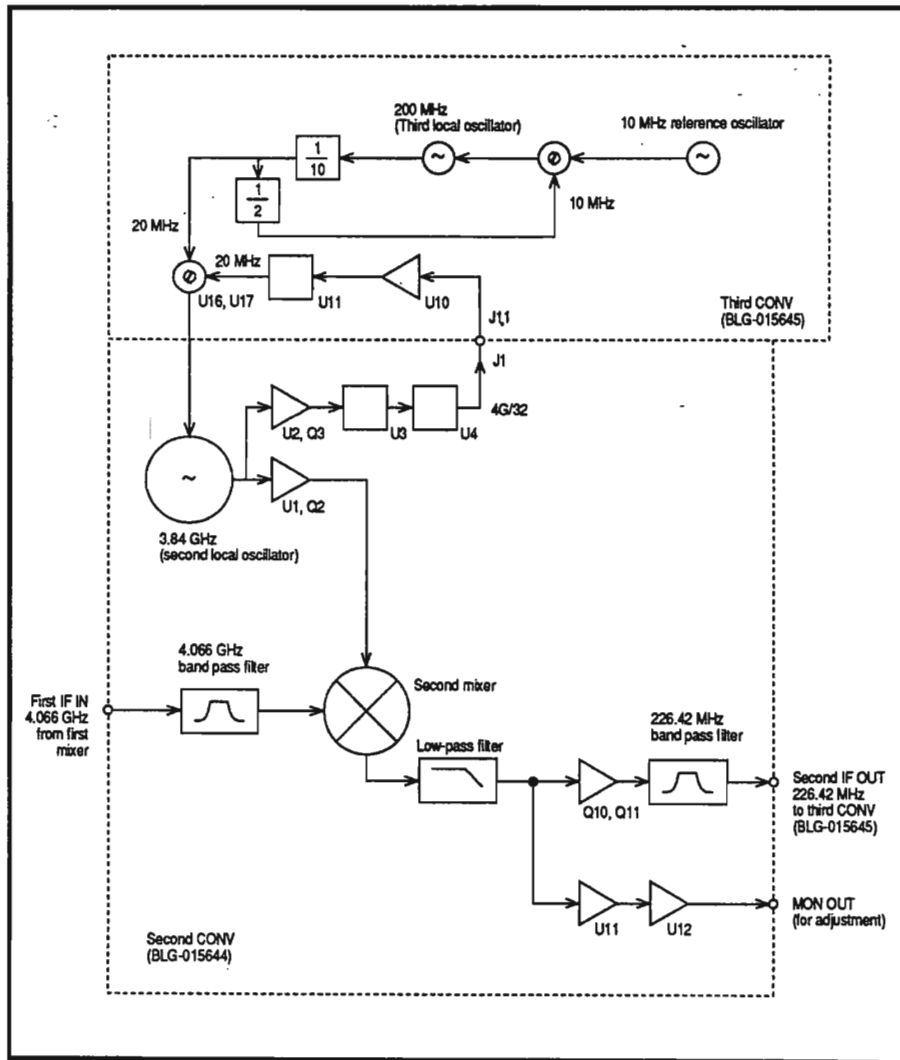 200 MHz
(Third local oscillator)
10 MHz reference oscillator
1
10
1
2
10 MHz
20 MHz
20 MHz
U16, U17
U11
U10
Third CONV
(BLG-015645)
J1,1
J1
U2, Q3
U3
U4
4G/32
U1, Q2
3.84 GHz
(second local oscillator)
4.066 GHz
band pass filter
First IF IN
4.066 GHz
from first
mixer
Second mixer
Low-pass filter
226.42 MHz
band pass filter
Q10, Q11
Second IF OUT
226.42 MHz
to third CONV
(BLG-015645)
U11
U12
MON OUT
(for adjustment)
Second CONV
(BLG-015644)